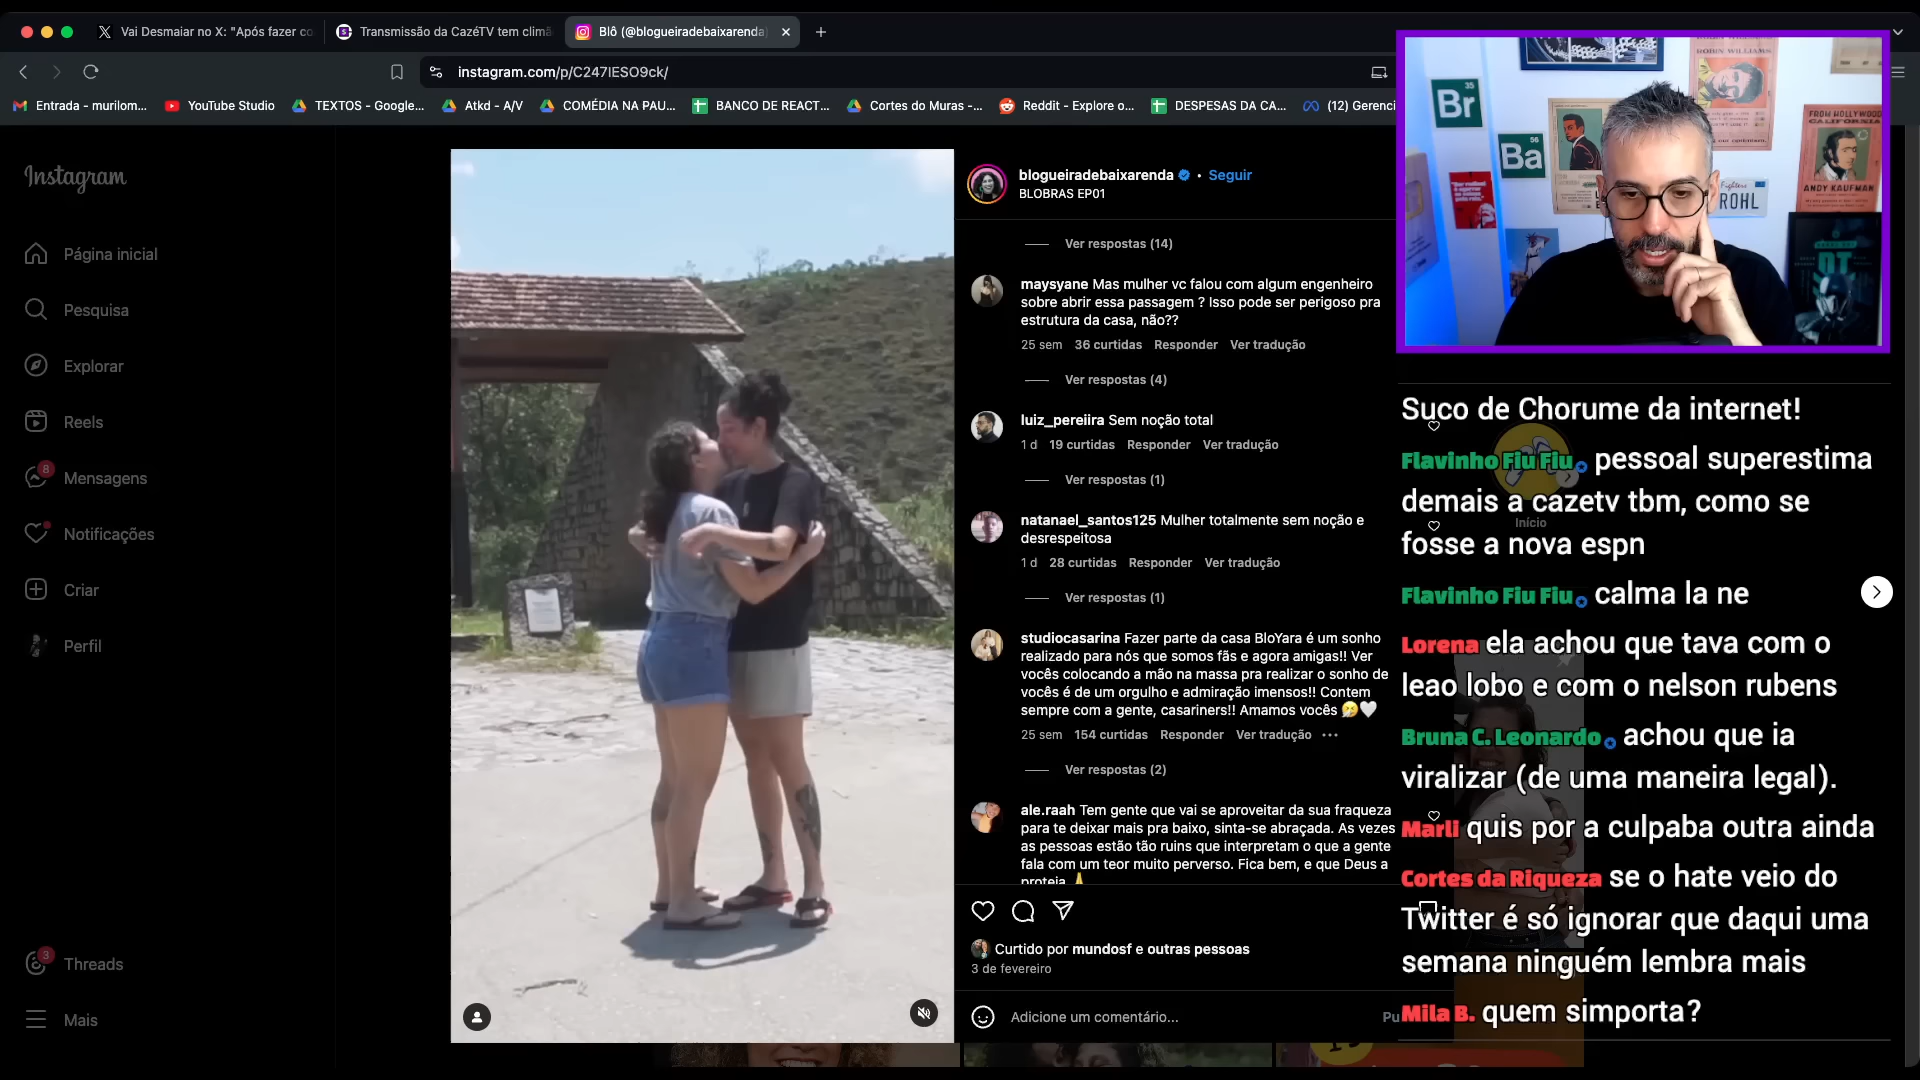 Vai Desmaiar no X: "Após fazer co
Transmissão da CazéTV tem climã
Blô (@blogueiradebaixarenda)
instagram.com/p/C247IESO9ck/
Entrada - murilom...
YouTube Studio
TEXTOS - Google...
Atkd - A/V
COMÉDIA NA PAU...
BANCO DE REACT...
Cortes do Muras -...
Reddit - Explore o...
DESPESAS DA CA...
(12) Gerenci
Instagram
Página inicial
Pesquisa
Explorar
Reels
8
Mensagens
Notificações
Criar
Perfil
3
Threads
Mais
blogueiradebaixarenda • Seguir
BLOBRAS EP01
Ver respostas (14)
maysyane Mas mulher vc falou com algum engenheiro
sobre abrir essa passagem ? Isso pode ser perigoso pra
estrutura da casa, não??
25 sem 36 curtidas Responder Ver tradução
Ver respostas (4)
luiz_pereiira Sem noção total
1 d 19 curtidas Responder Ver tradução
Ver respostas (1)
natanael_santos125 Mulher totalmente sem noção e
desrespeitosa
1 d 28 curtidas Responder Ver tradução
Ver respostas (1)
studiocasarina Fazer parte da casa BloYara é um sonho
realizado para nós que somos fãs e agora amigas!! Ver
vocês colocando a mão na massa pra realizar o sonho de
vocês é de um orgulho e admiração imensos!! Contem
sempre com a gente, casariners!! Amamos vocês 🥹🤍
25 sem 154 curtidas Responder Ver tradução •••
Ver respostas (2)
ale.raah Tem gente que vai se aproveitar da sua fraqueza
para te deixar mais pra baixo, sinta-se abraçada. As vezes
as pessoas estão tão ruins que interpretam o que a gente
fala com um teor muito perverso. Fica bem, e que Deus a
proteja 🙏
Curtido por mundosf e outras pessoas
3 de fevereiro
Adicione um comentário...
Pu
35
Br
56
Ba
ROBIN WILLIAMS
FROM HOLLYWOOD
CALIFORNIA
ANDY KAUFMAN
Fighters
ROHL
Suco de Chorume da internet!
Flavinho Fiu Fiu pessoal superestima
demais a cazetv tbm, como se
Início
fosse a nova espn
Flavinho Fiu Fiu calma la ne
Lorena ela achou que tava com o
leao lobo e com o nelson rubens
Bruna C. Leonardo achou que ia
viralizar (de uma maneira legal).
Marli quis por a culpaba outra ainda
Cortes da Riqueza se o hate veio do
Twitter é só ignorar que daqui uma
semana ninguém lembra mais
Mila B. quem simporta?